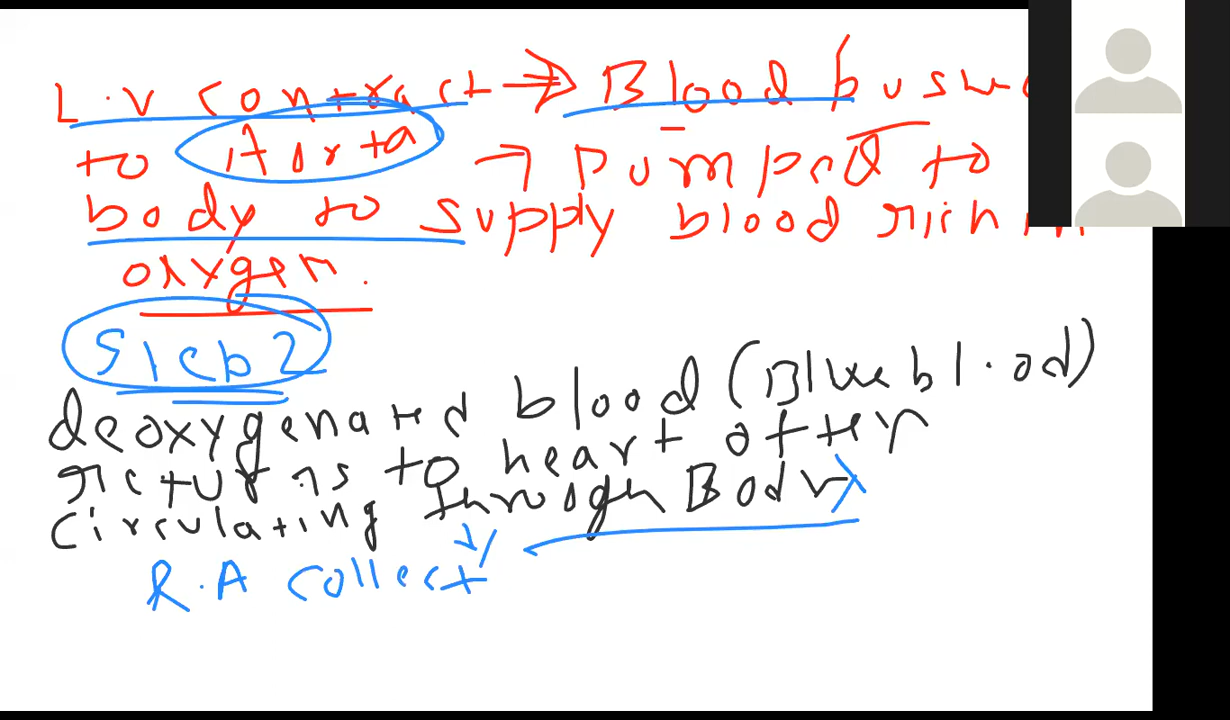 L.V contract → Blood pushed
to Aorta → Pumped to
body to supply blood rich in
oxygen.
Step 2
deoxygenated blood (Blue blood)
returns to heart after
circulating through Body
R.A collect